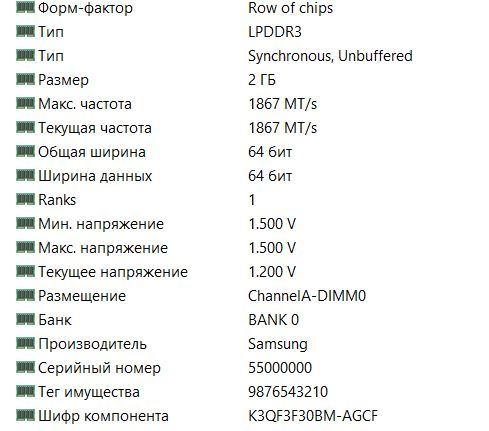 Форм-фактор Row of chips
Тип LPDDR3
Тип Synchronous, Unbuffered
Размер 2 ГБ
Макс. частота 1867 MT/s
Текущая частота 1867 MT/s
Общая ширина 64 бит
Ширина данных 64 бит
Ranks 1
Мин. напряжение 1.500 V
Макс. напряжение 1.500 V
Текущее напряжение 1.200 V
Размещение ChannelA-DIMM0
Банк BANK 0
Производитель Samsung
Серийный номер 55000000
Тег имущества 9876543210
Шифр компонента K3QF3F30BM-AGCF